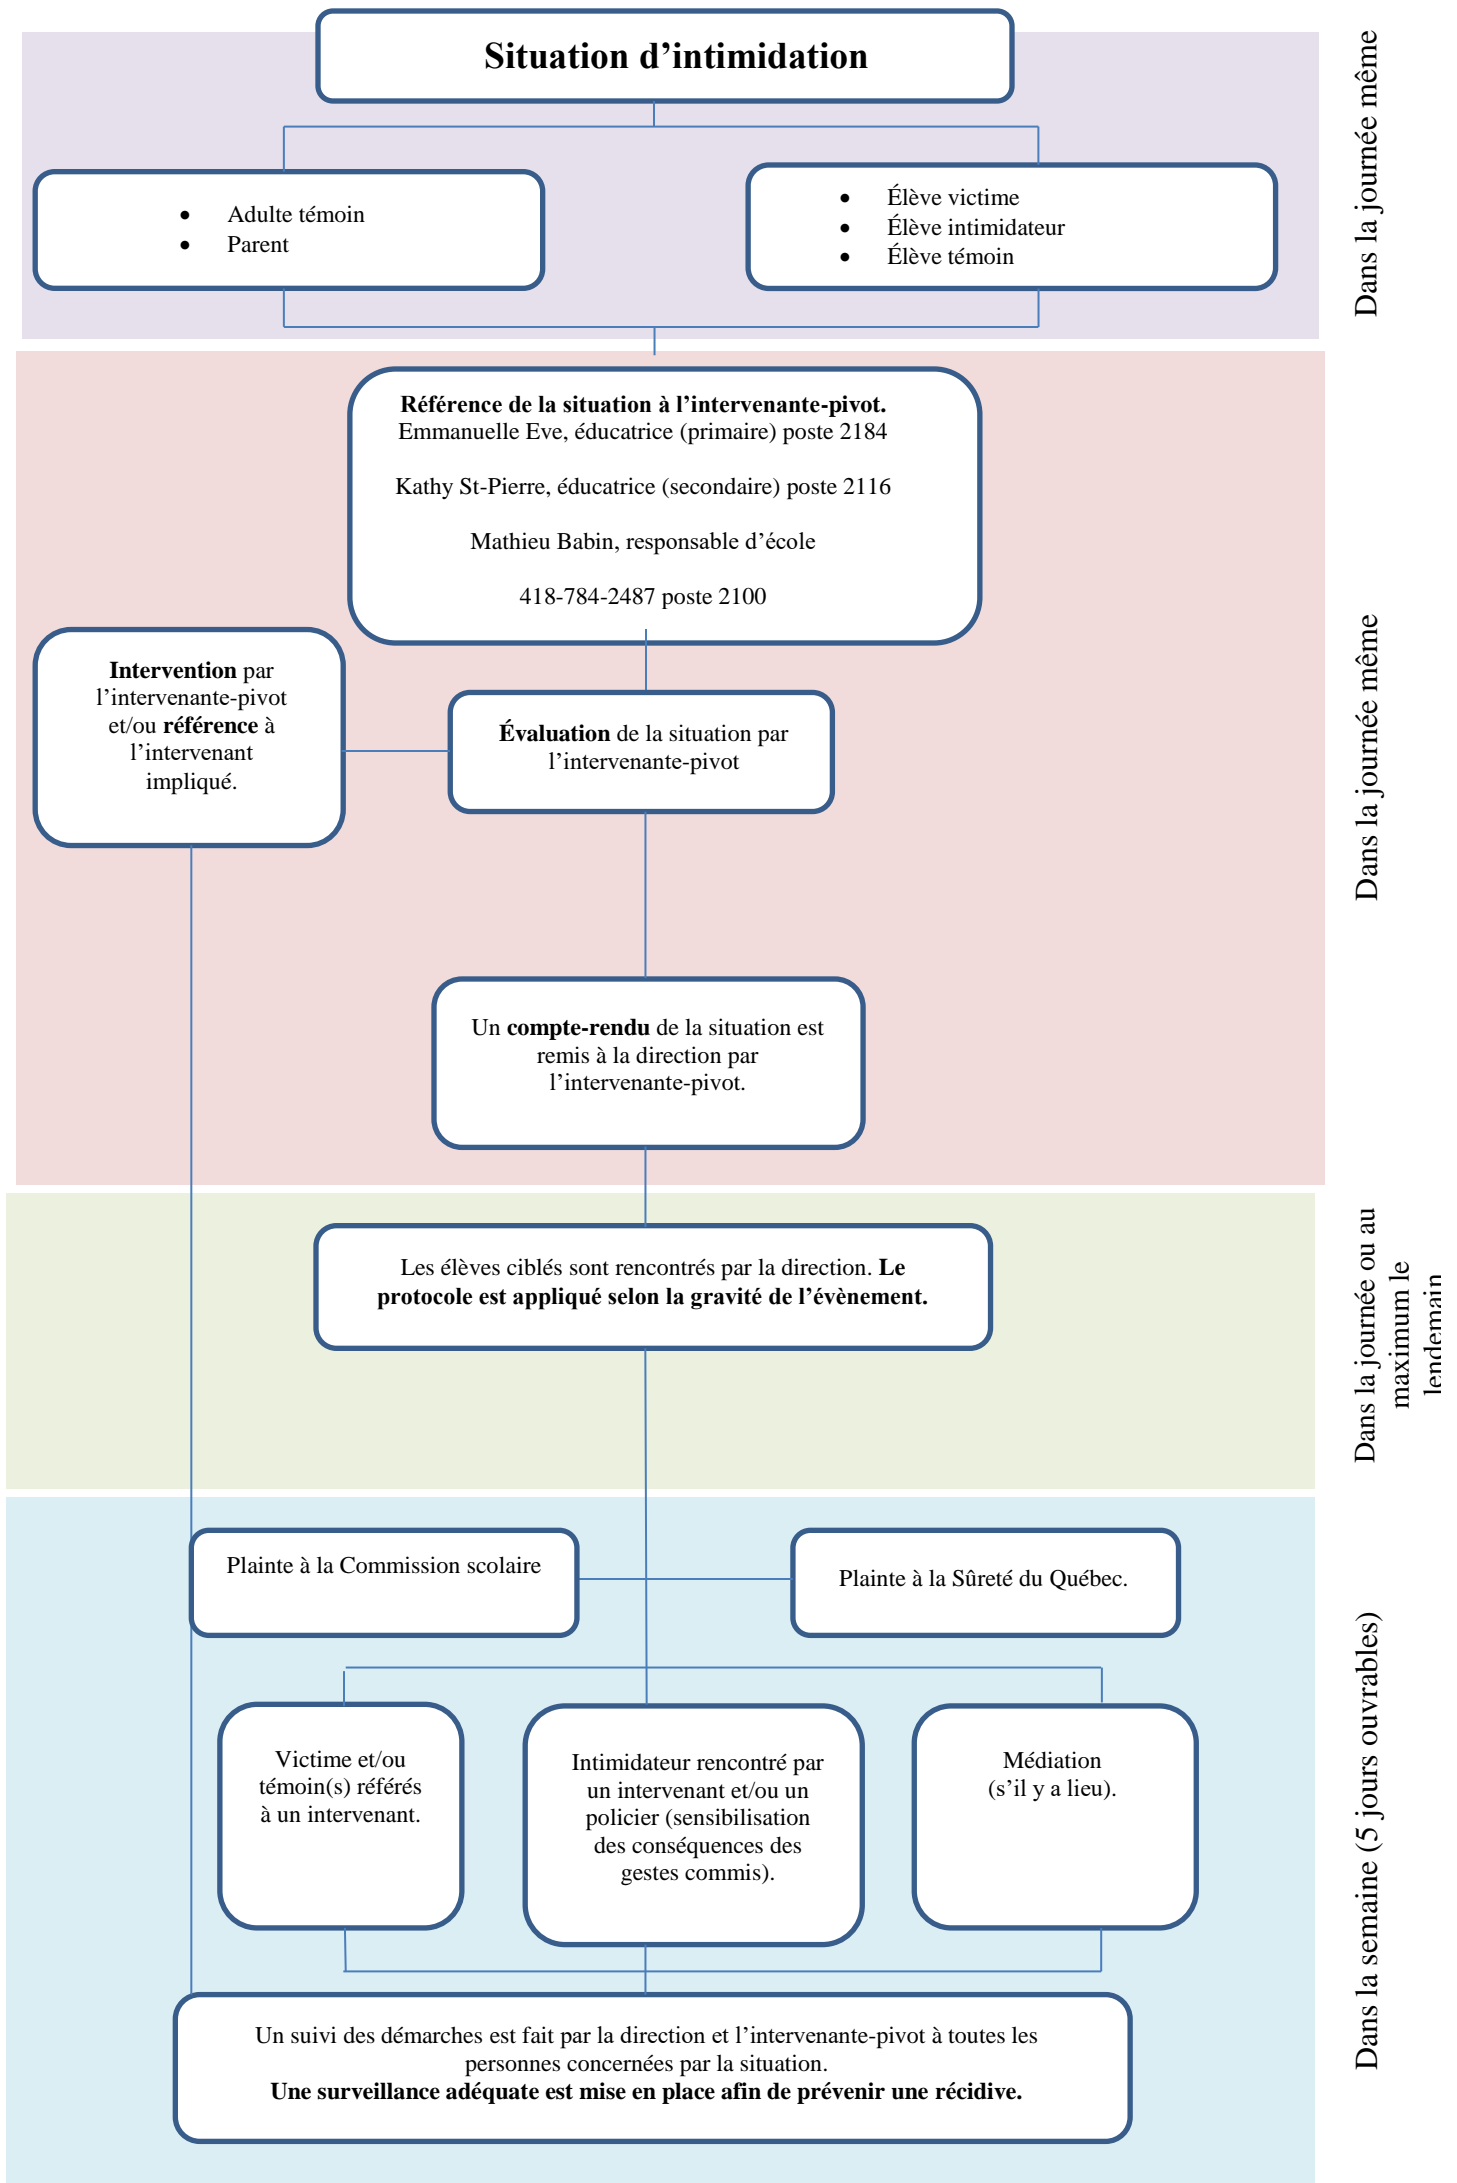 Situation d’intimidation
Dans la journée même
• Adulte témoin
• Parent
• Élève victime
• Élève intimidateur
• Élève témoin
Référence de la situation à l’intervenante-pivot.
Emmanuelle Eve, éducatrice (primaire) poste 2184
Kathy St-Pierre, éducatrice (secondaire) poste 2116
Mathieu Babin, responsable d’école
418-784-2487 poste 2100
Dans la journée même
Intervention par
l’intervenante-pivot
et/ou référence à
l’intervenant
impliqué.
Évaluation de la situation par
l’intervenante-pivot
Un compte-rendu de la situation est
remis à la direction par
l’intervenante-pivot.
Les élèves ciblés sont rencontrés par la direction. Le
protocole est appliqué selon la gravité de l’évènement.
Dans la journée ou au
maximum le
lendemain
Plainte à la Commission scolaire
Plainte à la Sûreté du Québec.
Victime et/ou
témoin(s) référés
à un intervenant.
Intimidateur rencontré par
un intervenant et/ou un
policier (sensibilisation
des conséquences des
gestes commis).
Médiation
(s’il y a lieu).
Dans la semaine (5 jours ouvrables)
Un suivi des démarches est fait par la direction et l’intervenante-pivot à toutes les
personnes concernées par la situation.
Une surveillance adéquate est mise en place afin de prévenir une récidive.